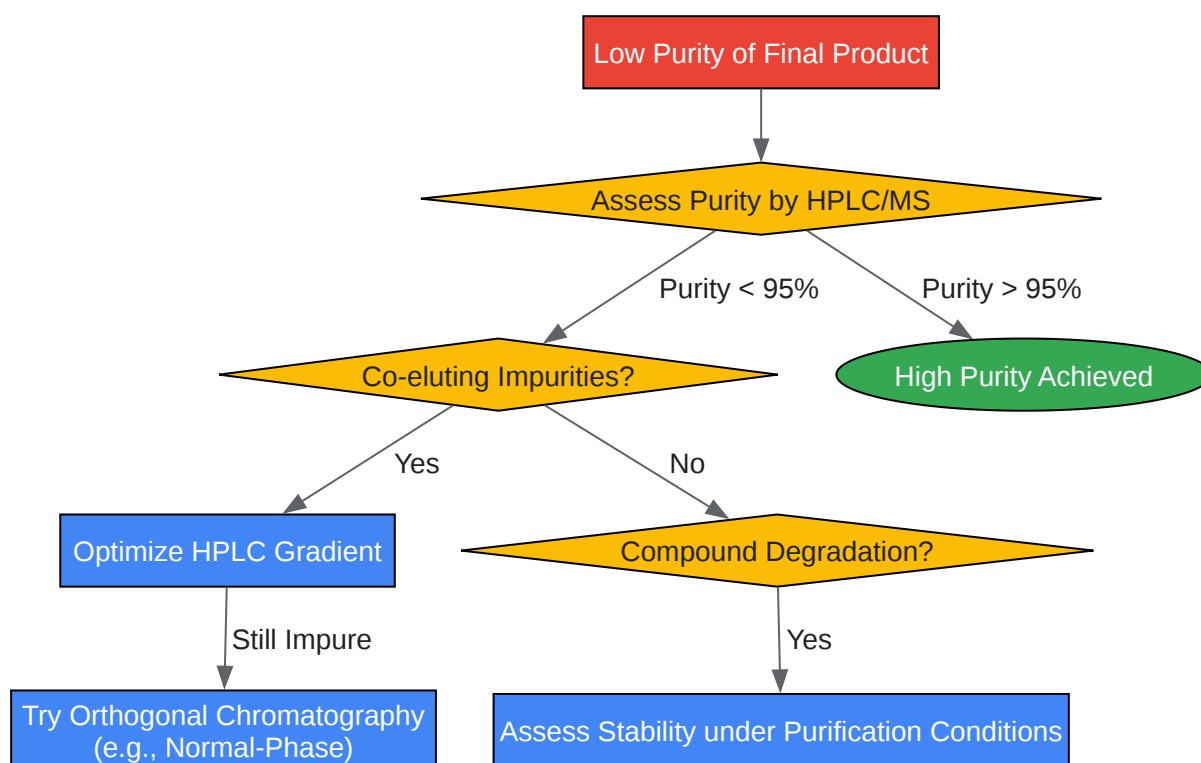 Low Purity of Final Product
Assess Purity by HPLC/MS
Purity < 95%
Purity > 95%
Co-eluting Impurities?
High Purity Achieved
Yes
No
Optimize HPLC Gradient
Compound Degradation?
Still Impure
Yes
Try Orthogonal Chromatography
(e.g., Normal-Phase)
Assess Stability under Purification Conditions